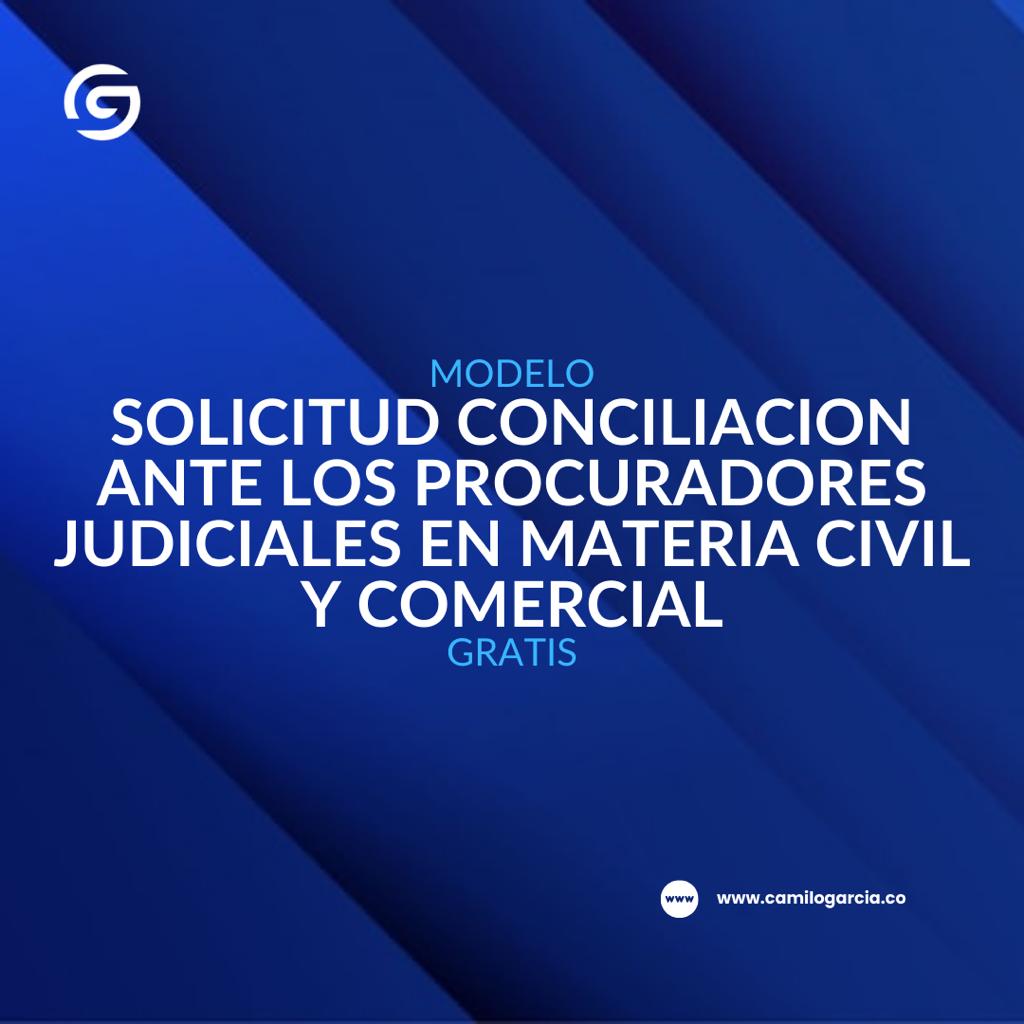 MODELO
SOLICITUD CONCILIACION
ANTE LOS PROCURADORES
JUDICIALES EN MATERIA CIVIL
Y COMERCIAL
GRATIS
www www.camilogarcia.co